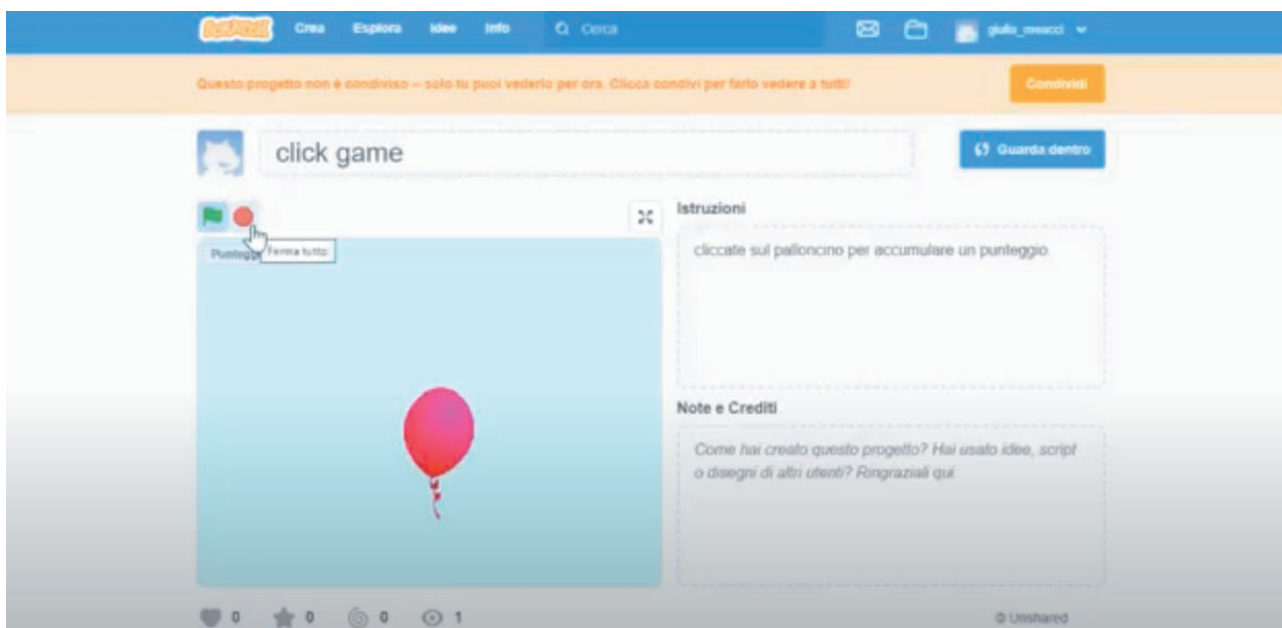 SCRATCH Crea Esplora Idee Info Cerca
Questo progetto non è condiviso – solo tu puoi vederlo per ora. Clicca condivi per farlo vedere a tutti!
Condividi
click game
Guarda dentro
Ferma tutto
Istruzioni
cliccate sul palloncino per accumulare un punteggio
Note e Crediti
Come hai creato questo progetto? Hai usato idee, script
o disegni di altri utenti? Ringraziali qui
0 0 0 1
Unshared